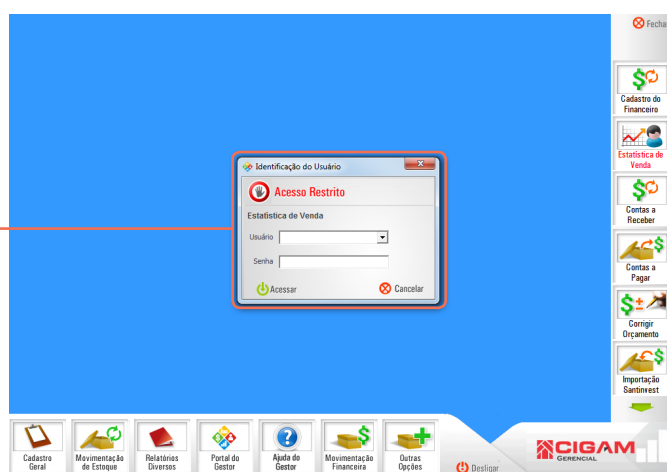 Fecha
Cadastro do
Financeiro
Estatística de
Venda
Contas a
Receber
Contas a
Pagar
Corrigir
Orçamento
Importação
Santinvest
Identificação do Usuário
Acesso Restrito
Estatística de Venda
Usuário
Senha
Acessar
Cancelar
Cadastro
Geral
Movimentação
de Estoque
Relatórios
Diversos
Portal do
Gestor
Ajuda do
Gestor
Movimentação
Financeira
Outras
Opções
Desligar
CIGAM
GERENCIAL